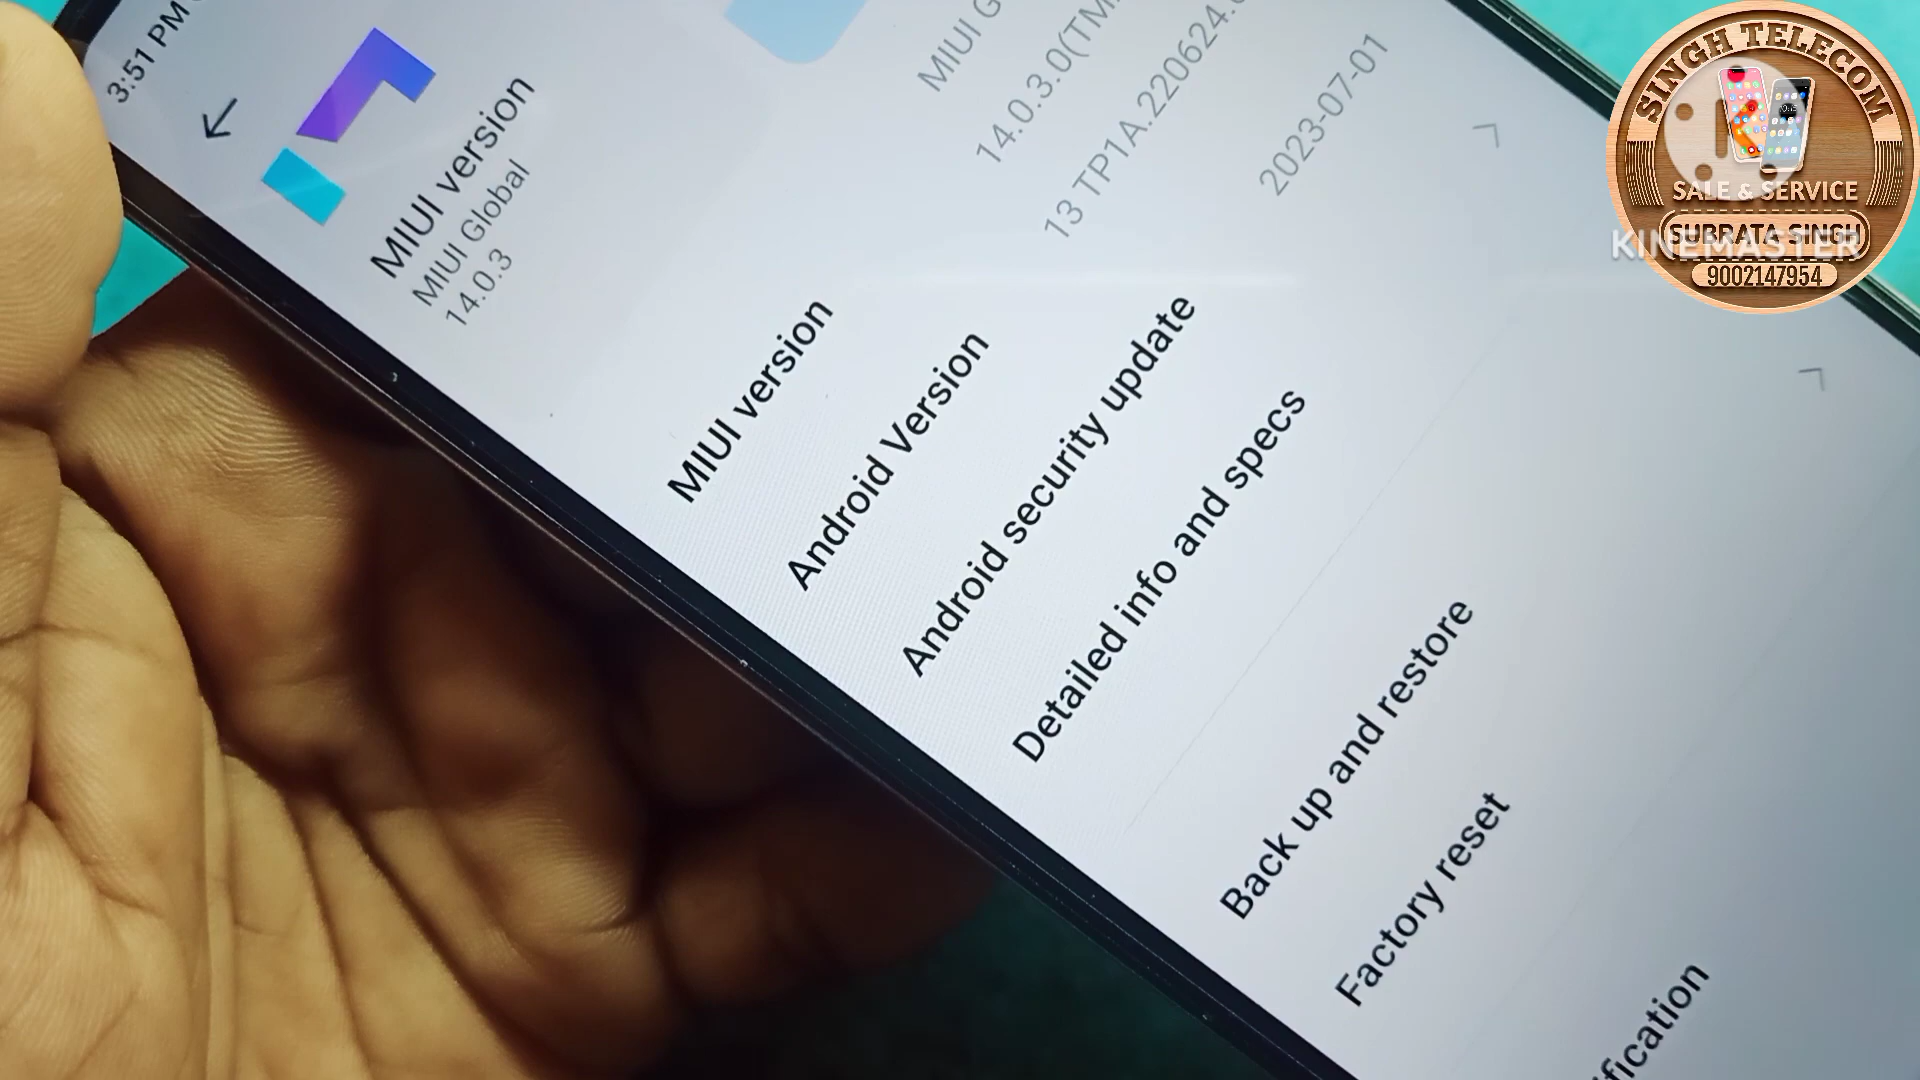 3:51 PM
MIUI version
MIUI Global
14.0.3
MIUI version
MIUI G
14.0.3.0(TM
Android Version
13 TP1A.220624.
Android security update
2023-07-01
Detailed info and specs
Back up and restore
Factory reset
ification
SINGH TELECOM
SALE & SERVICE
SUBRATA SINGH
KINEMASTER
9002147954